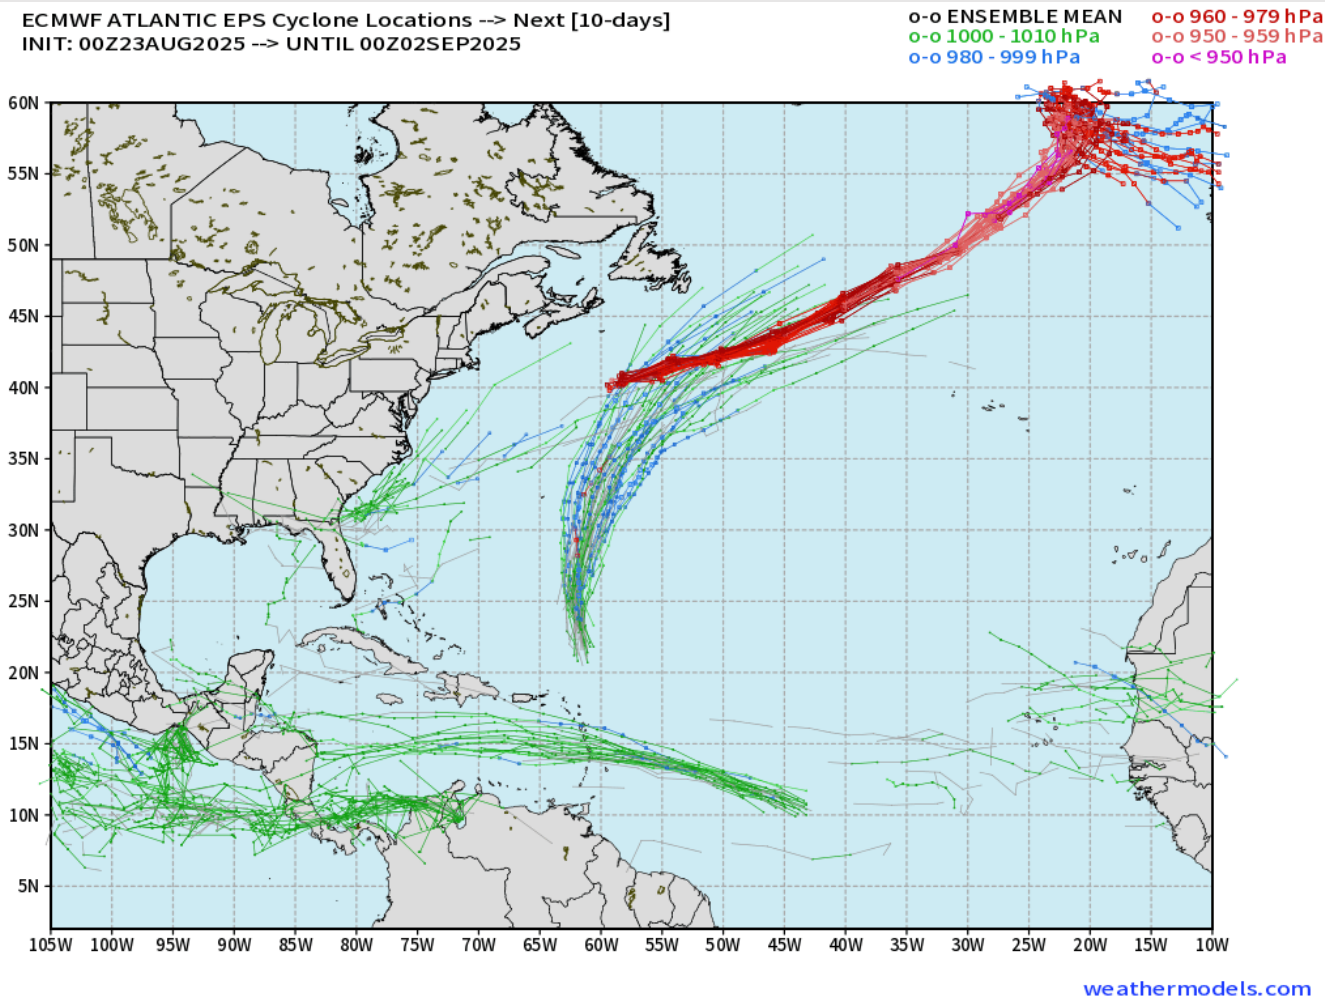 ECMWF ATLANTIC EPS Cyclone Locations --> Next [10-days]
INIT: 00Z23AUG2025 --> UNTIL 00Z02SEP2025
o-o ENSEMBLE MEAN
o-o 1000 - 1010 hPa
o-o 980 - 999 hPa
o-o 960 - 979 hPa
o-o 950 - 959 hPa
o-o < 950 hPa
60N
55N
50N
45N
40N
35N
30N
25N
20N
15N
10N
5N
105W 100W 95W 90W 85W 80W 75W 70W 65W 60W 55W 50W 45W 40W 35W 30W 25W 20W 15W 10W
weathermodels.com